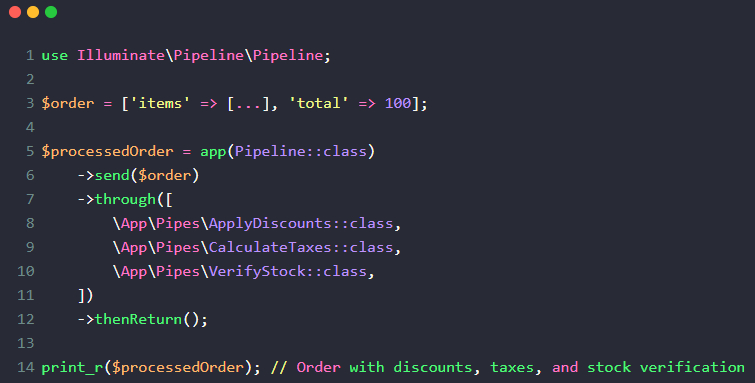 1 use Illuminate\Pipeline\Pipeline;
2
3 $order = ['items' => [...], 'total' => 100];
4
5 $processedOrder = app(Pipeline::class)
6     ->send($order)
7     ->through([
8         \App\Pipes\ApplyDiscounts::class,
9         \App\Pipes\CalculateTaxes::class,
10         \App\Pipes\VerifyStock::class,
11     ])
12     ->thenReturn();
13
14 print_r($processedOrder); // Order with discounts, taxes, and stock verification